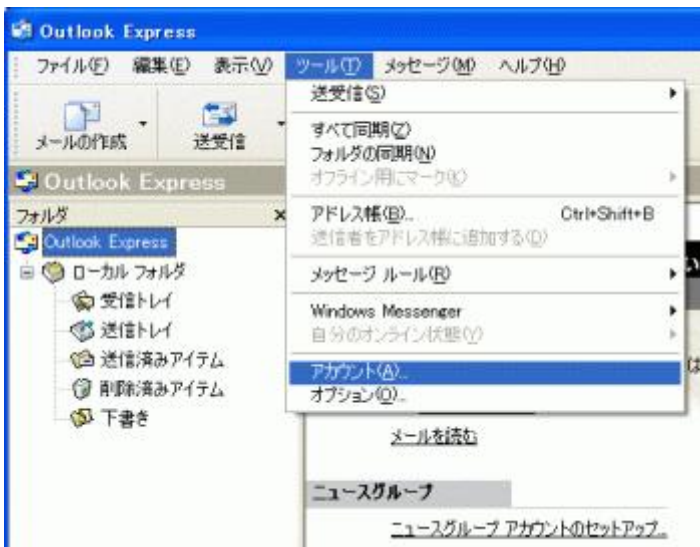 Outlook Express
ファイル(F) 編集(E) 表示(V) ツール(T) メッセージ(M) ヘルプ(H)
メールの作成 送受信
Outlook Express
フォルダ ×
Outlook Express
ローカル フォルダ
受信トレイ
送信トレイ
送信済みアイテム
削除済みアイテム
下書き
送受信(S)
すべて同期(Z)
フォルダの同期(N)
オフライン用にマーク(K)
アドレス帳(B)... Ctrl+Shift+B
送信者をアドレス帳に追加する(D)
メッセージ ルール(R)
Windows Messenger
自分のオンライン状態(Y)
アカウント(A)...
オプション(O)...
い
は
メールを読む
ニュースグループ
ニュースグループ アカウントのセットアップ...